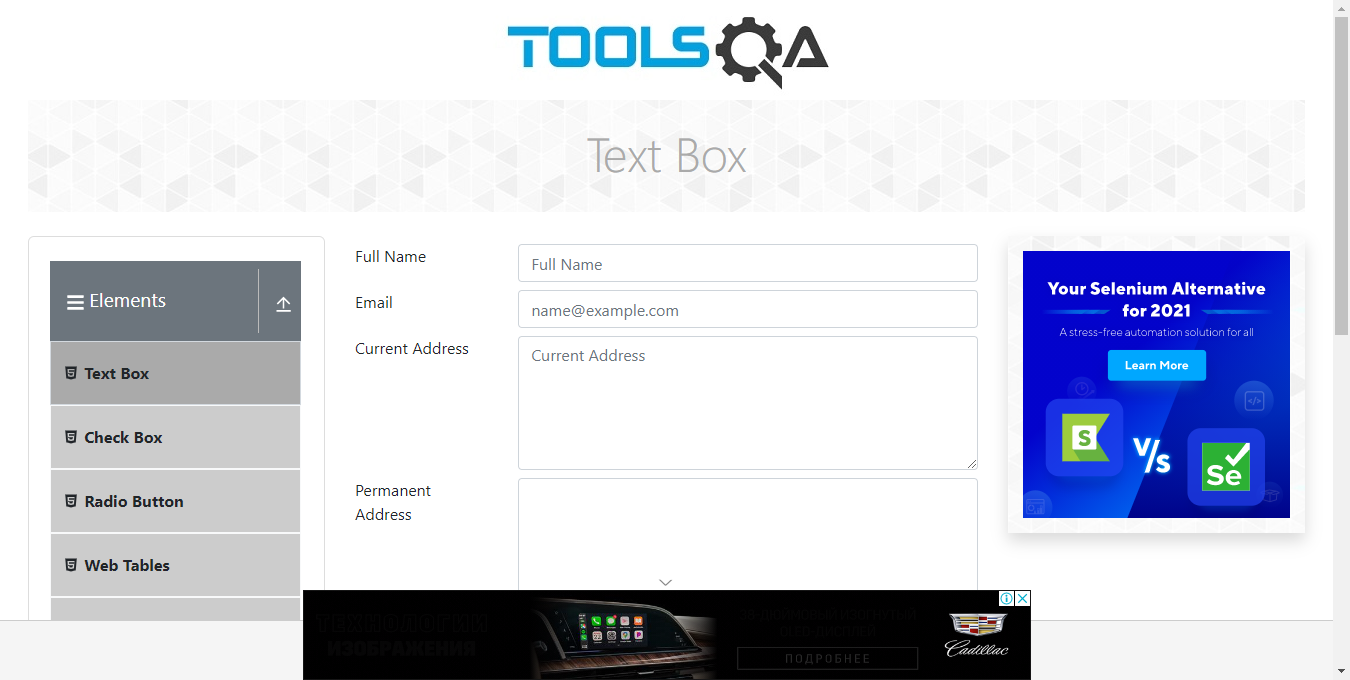 TOOLSQA
Text Box
Elements
Text Box
Check Box
Radio Button
Web Tables
Full Name
Full Name
Email
name@example.com
Current Address
Current Address
Permanent
Address
Your Selenium Alternative
for 2021
A stress-free automation solution for all
Learn More
S
V/s
Se
ТЕХНОЛОГИИ
ИЗОБРАЖЕНИЯ
ПОДРОБНЕЕ
Cadillac